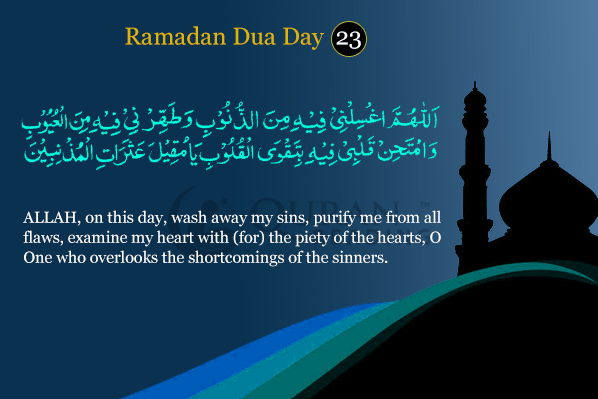 Ramadan Dua Day 23
اَللّٰهُمَّ اغْسِلْنِیْ فِیْهِ مِنَ الذُّنُوْبِ وَطَهِّرْنِیْ فِیْهِ مِنَ الْعُیُوْبِ
وَامْتَحِنْ قَلْبِیْ فِیْهِ بِتَقْوَی الْقُلُوْبِ یَامُقِیْلَ عَثَرَاتِ الْمُذْنِبِیْنَ
ALLAH, on this day, wash away my sins, purify me from all
flaws, examine my heart with (for) the piety of the hearts, O
One who overlooks the shortcomings of the sinners.